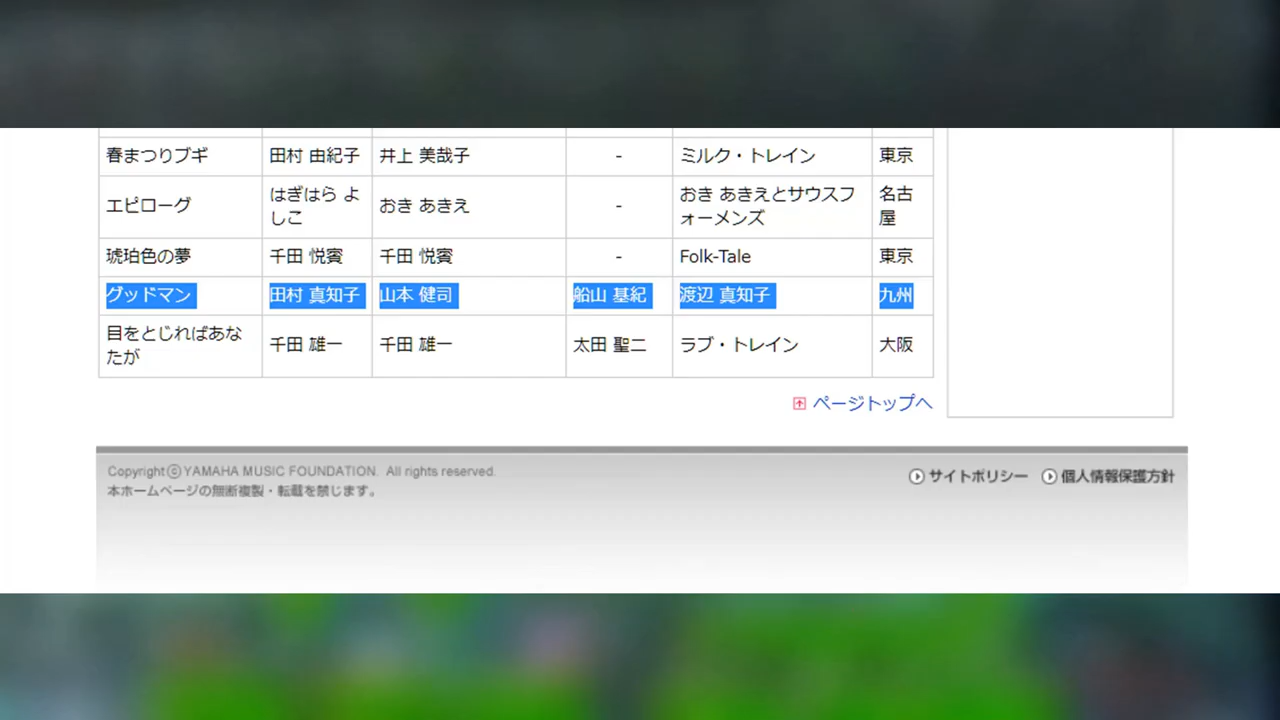 春まつりブギ 田村 由紀子 井上 美哉子 - ミルク・トレイン 東京
エピローグ はぎはら よしこ おき あきえ - おき あきえとサウスフォーメンズ 名古屋
琥珀色の夢 千田 悦賓 千田 悦賓 - Folk-Tale 東京
グッドマン 田村 真知子 山本 健司 船山 基紀 渡辺 真知子 九州
目をとじればあなたが 千田 雄一 千田 雄一 太田 聖二 ラブ・トレイン 大阪
ページトップへ
Copyright ⓒ YAMAHA MUSIC FOUNDATION. All rights reserved.
本ホームページの無断複製・転載を禁じます。
サイトポリシー 個人情報保護方針